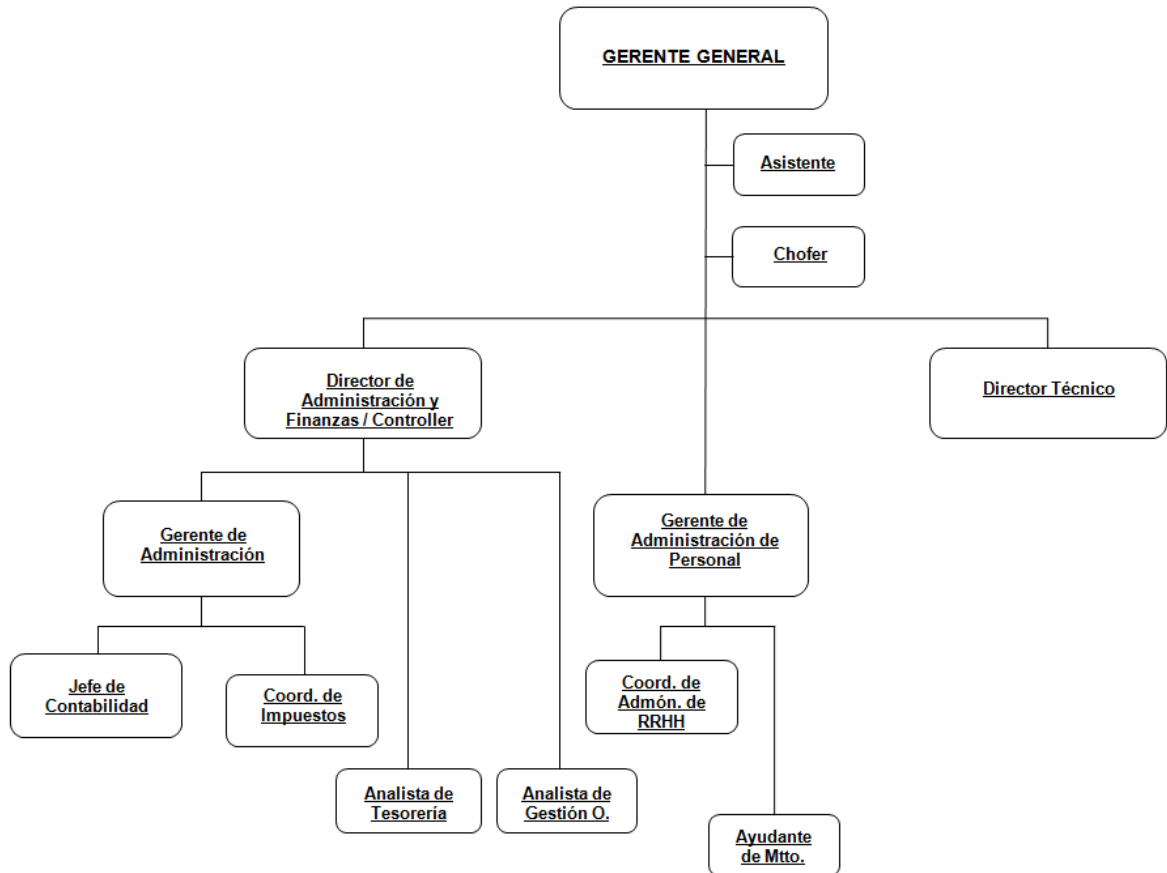 GERENTE GENERAL
Asistente
Chofer
Director de
Administración y
Finanzas / Controller
Director Técnico
Gerente de
Administración
Gerente de
Administración de
Personal
Jefe de
Contabilidad
Coord. de
Impuestos
Coord. de
Admón. de
RRHH
Analista de
Tesorería
Analista de
Gestión O.
Ayudante
de Mtto.